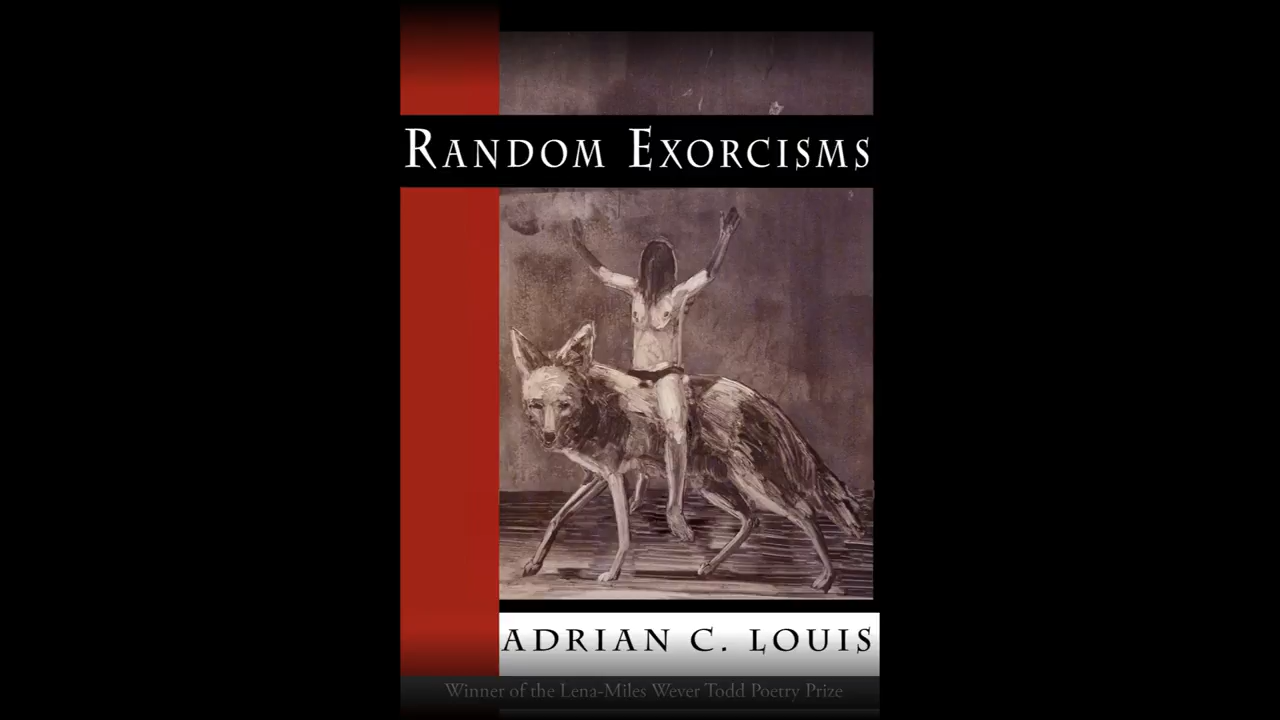 RANDOM EXORCISMS
ADRIAN C. LOUIS
Winner of the Lena-Miles Wever Todd Poetry Prize